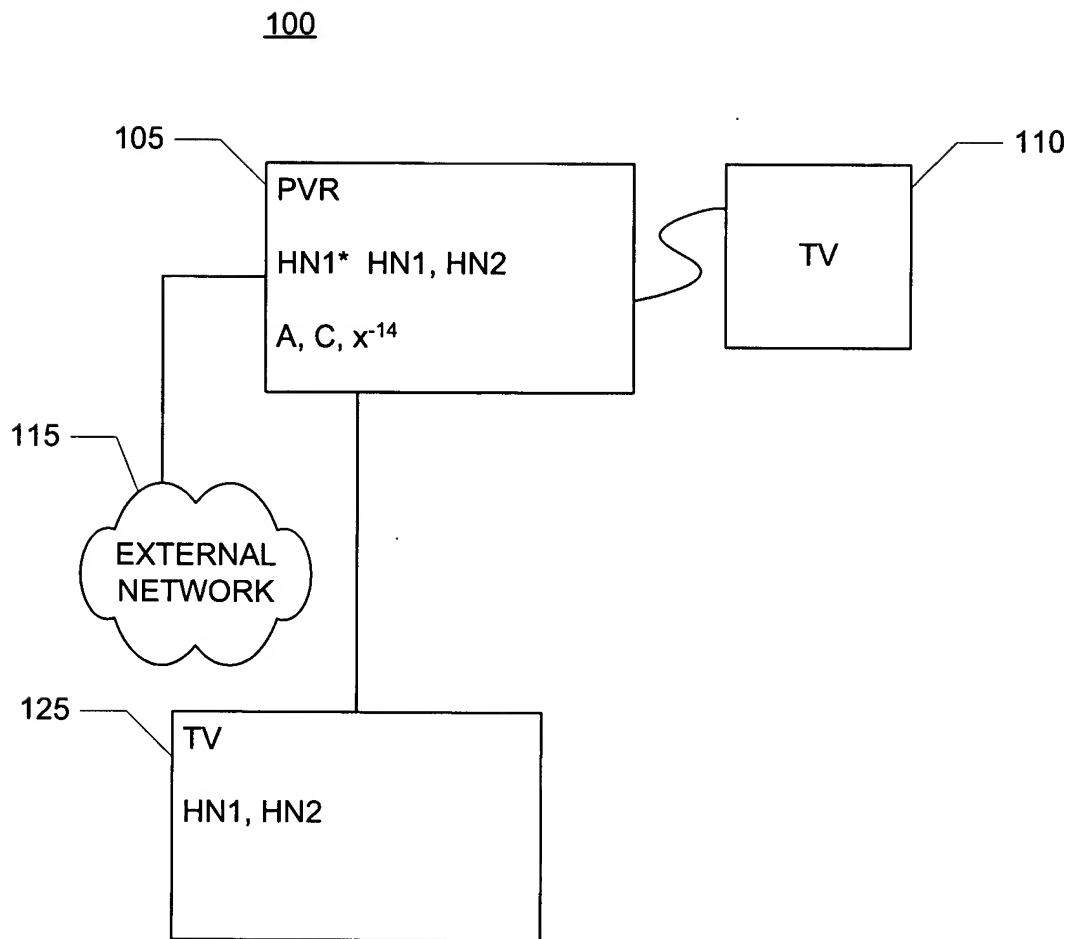 100
105
110
PVR
HN1* HN1, HN2
A, C, x⁻¹⁴
TV
115
EXTERNAL
NETWORK
125
TV
HN1, HN2